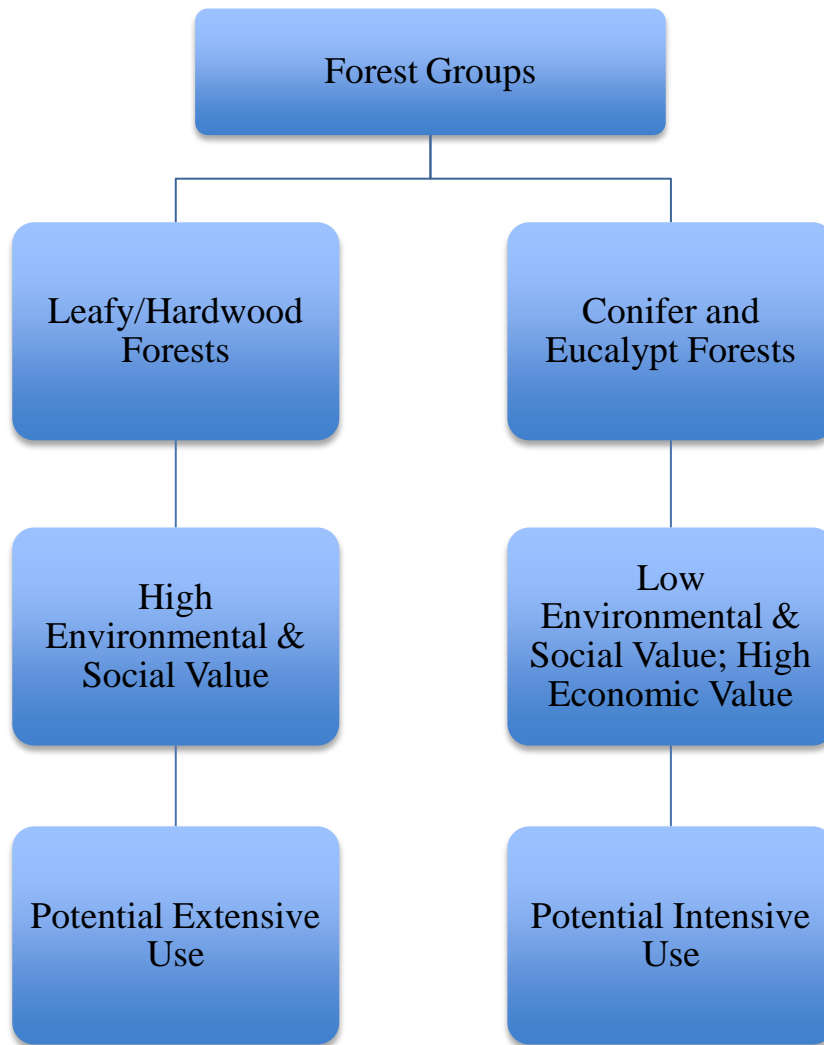 Forest Groups
Leafy/Hardwood
Forests
Conifer and
Eucalypt Forests
High
Environmental &
Social Value
Low
Environmental &
Social Value; High
Economic Value
Potential Extensive
Use
Potential Intensive
Use